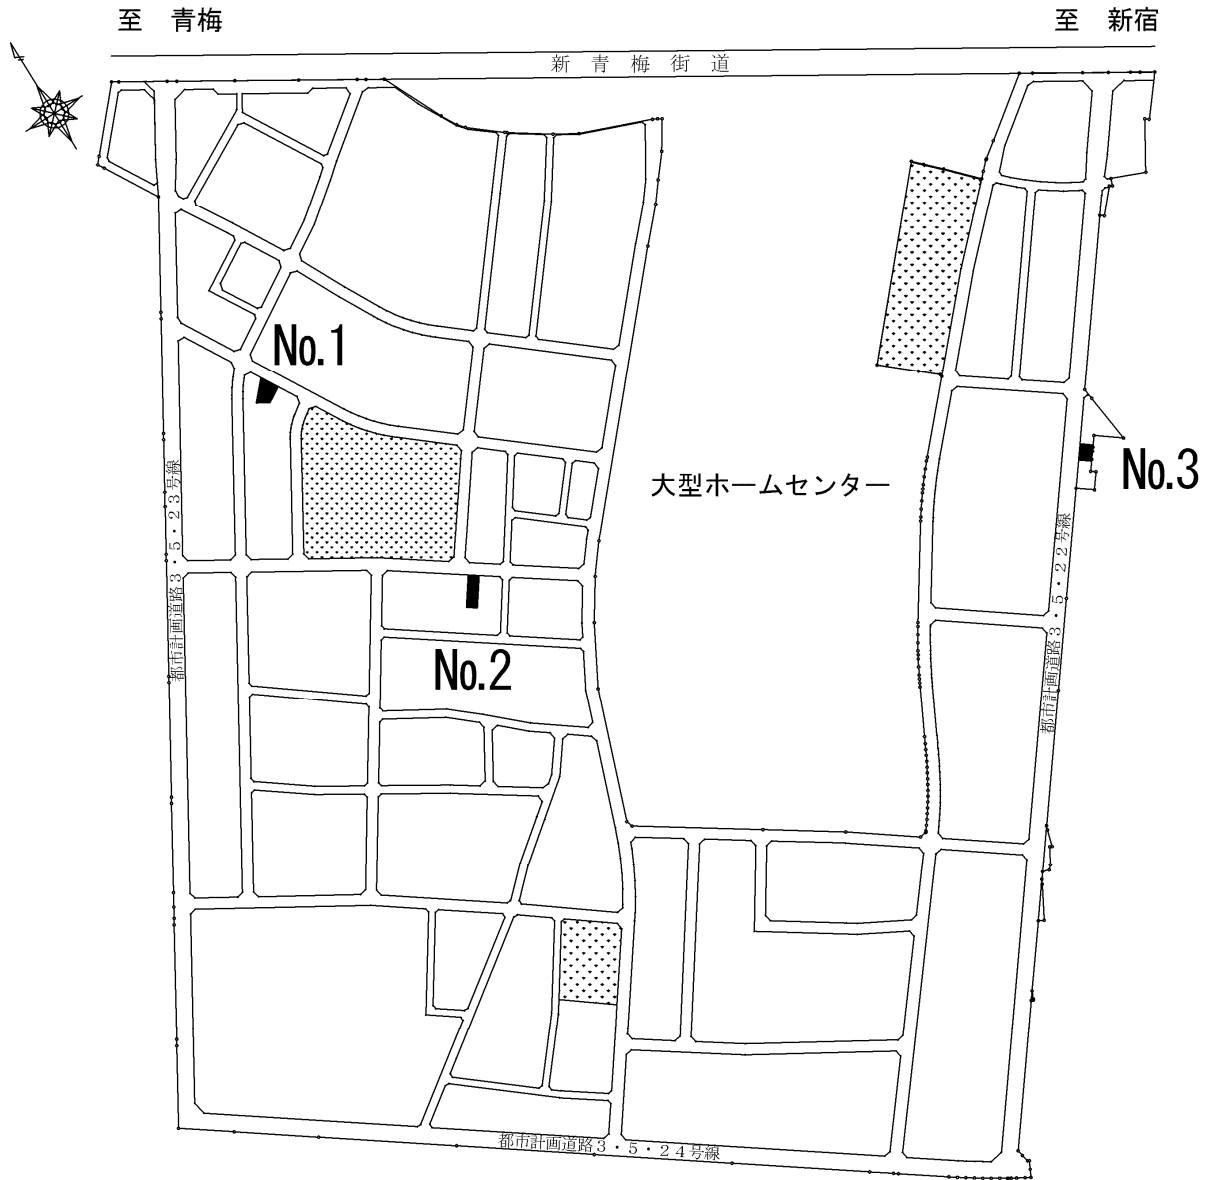 至 青梅
至 新宿
新青梅街道
No.1
大型ホームセンター
No.3
都市計画道路3・5・23号線
都市計画道路3・5・22号線
No.2
都市計画道路3・5・24号線